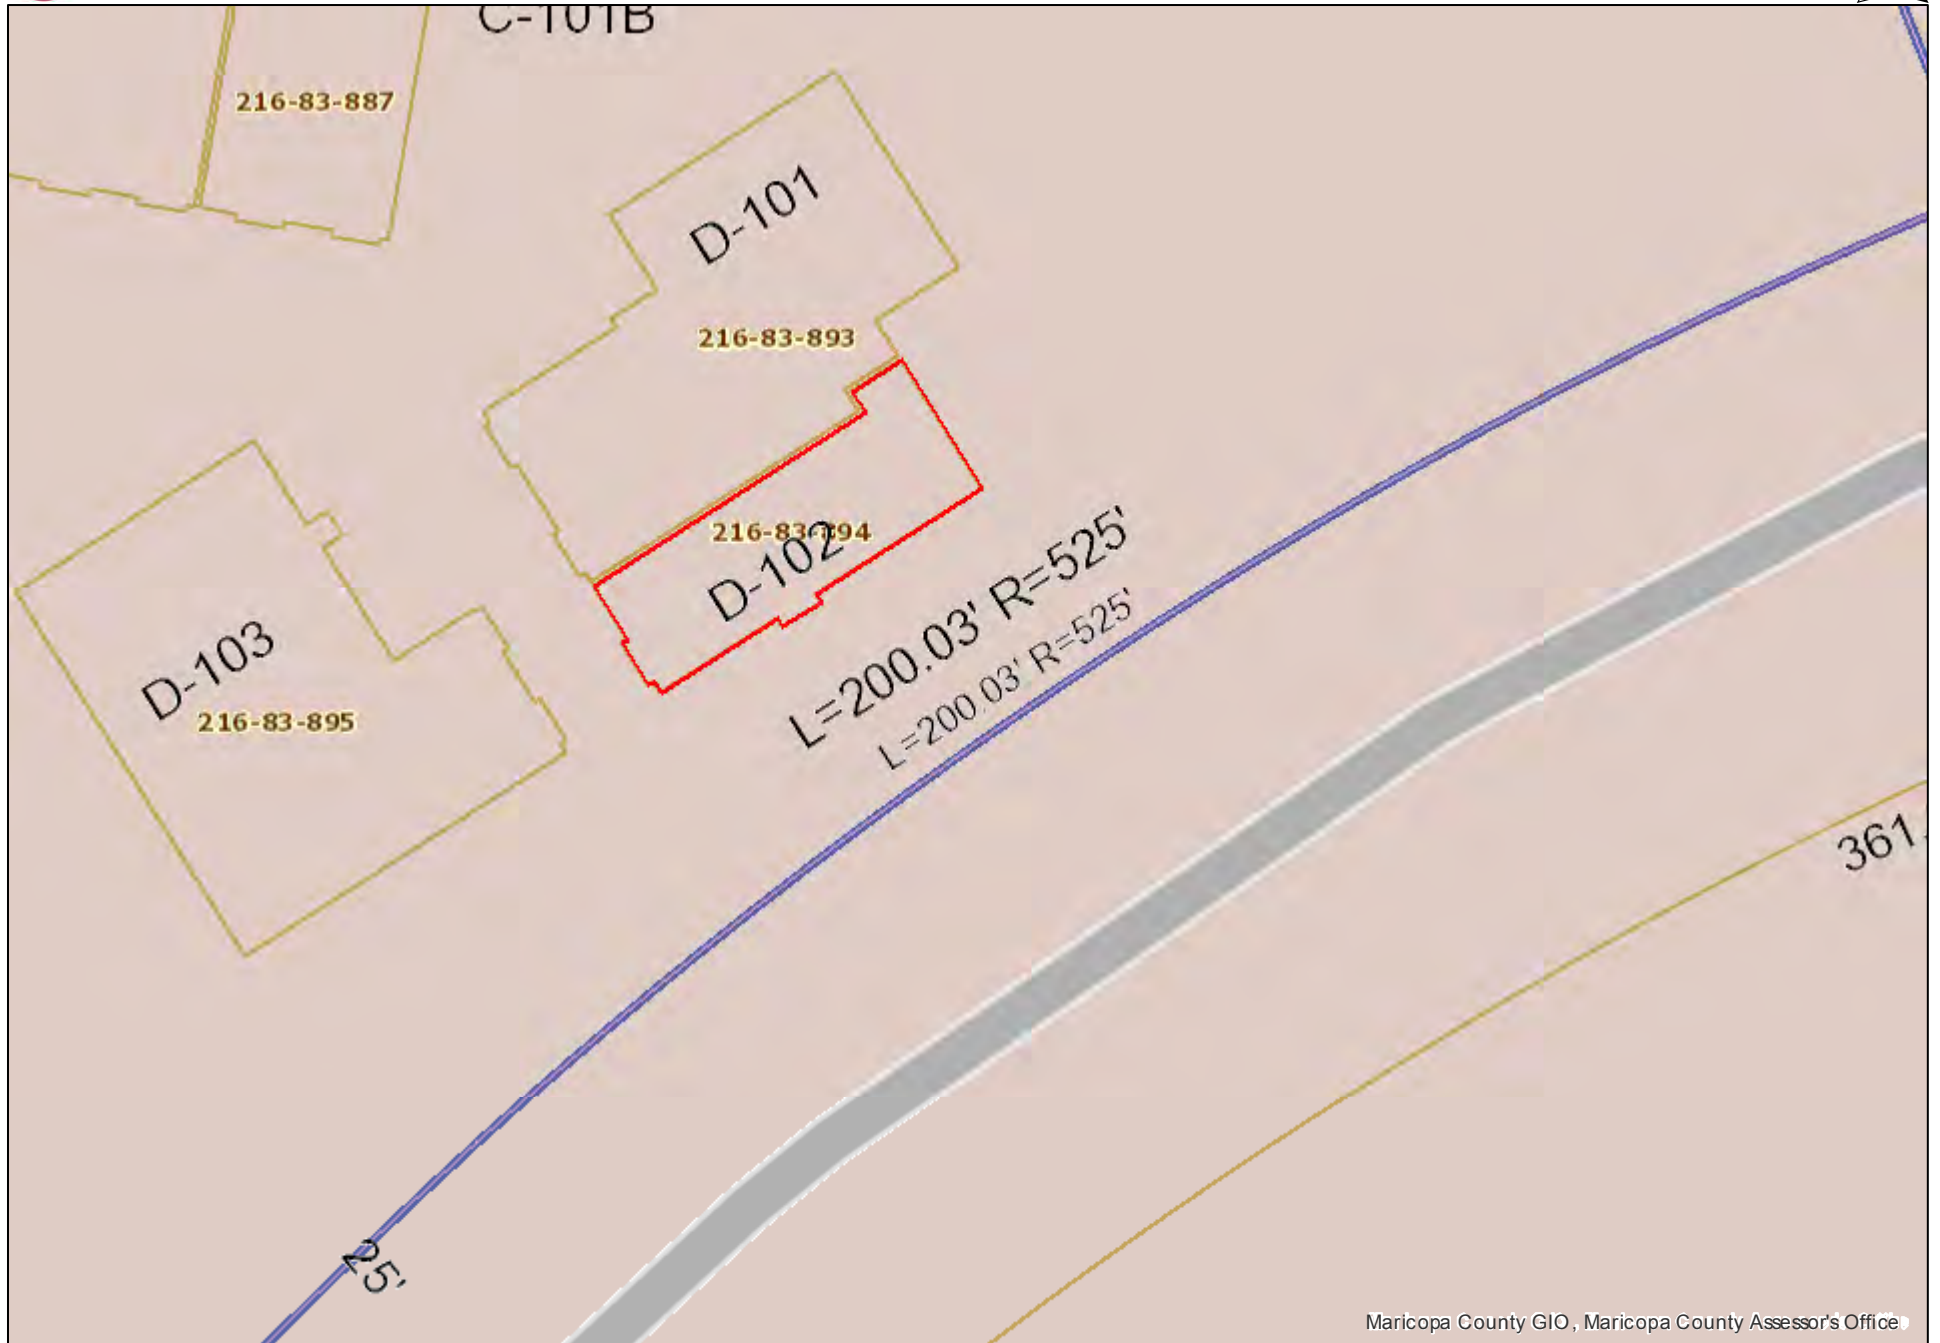 C-101B
216-83-887
D-101
216-83-893
216-83-894
D-102
L=200.03' R=525'
L=200.03' R=525'
D-103
216-83-895
361.
25'
Maricopa County GIO, Maricopa County Assessor's Office